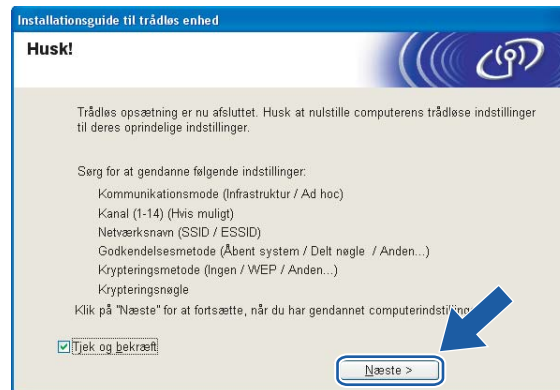 Installationsguide til trådløs enhed
Husk!
Trådløs opsætning er nu afsluttet. Husk at nulstille computerens trådløse indstillinger
til deres oprindelige indstillinger.
Sørg for at gendanne følgende indstillinger:
Kommunikationsmode (Infrastruktur / Ad hoc)
Kanal (1-14) (Hvis muligt)
Netværksnavn (SSID / ESSID)
Godkendelsesmetode (Åbent system / Delt nøgle / Anden...)
Krypteringsmetode (Ingen / WEP / Anden...)
Krypteringsnøgle
Klik på "Næste" for at fortsætte, når du har gendannet
Tjek og bekræft
Næste >